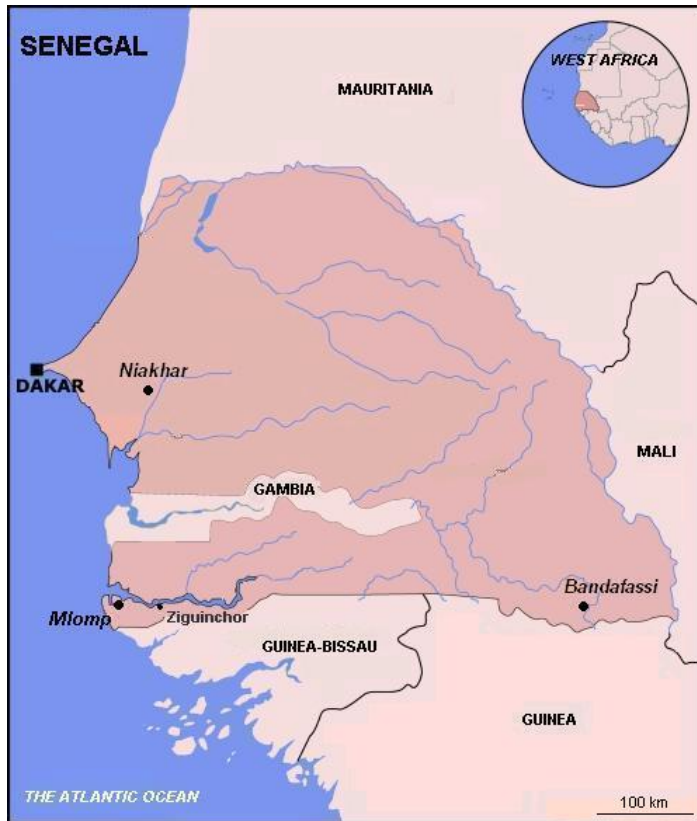 SENEGAL
WEST AFRICA
MAURITANIA
Niakhar
DAKAR
MALI
GAMBIA
Bandafassi
Mlomp
Ziguinchor
GUINEA-BISSAU
GUINEA
THE ATLANTIC OCEAN
100 km